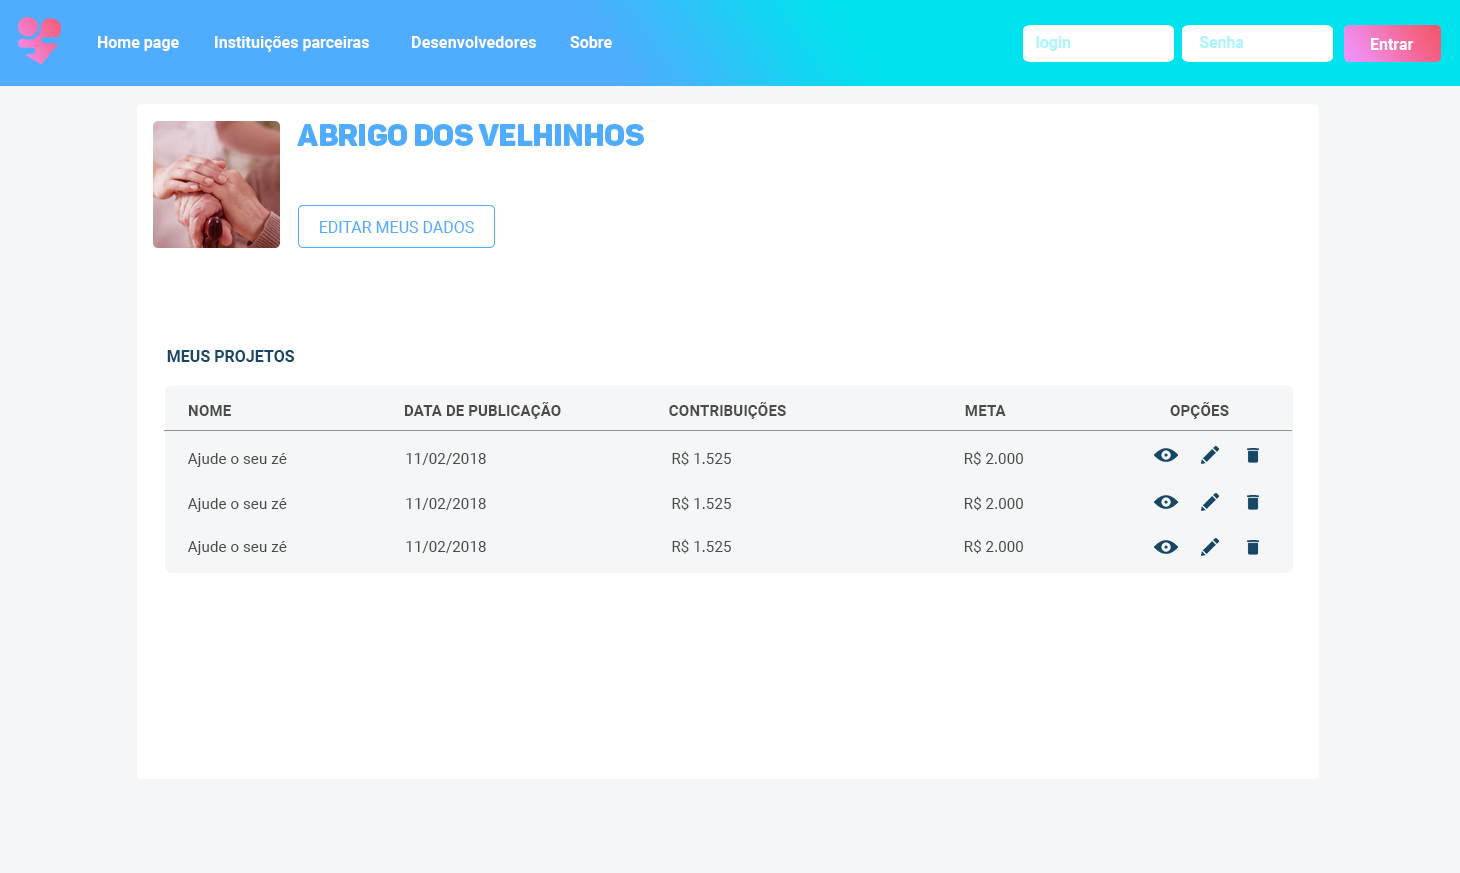 Home page Instituições parceiras Desenvolvedores Sobre login Senha Entrar
ABRIGO DOS VELHINHOS
EDITAR MEUS DADOS
MEUS PROJETOS
NOME DATA DE PUBLICAÇÃO CONTRIBUIÇÕES META OPÇÕES
Ajude o seu zé 11/02/2018 R$ 1.525 R$ 2.000
Ajude o seu zé 11/02/2018 R$ 1.525 R$ 2.000
Ajude o seu zé 11/02/2018 R$ 1.525 R$ 2.000